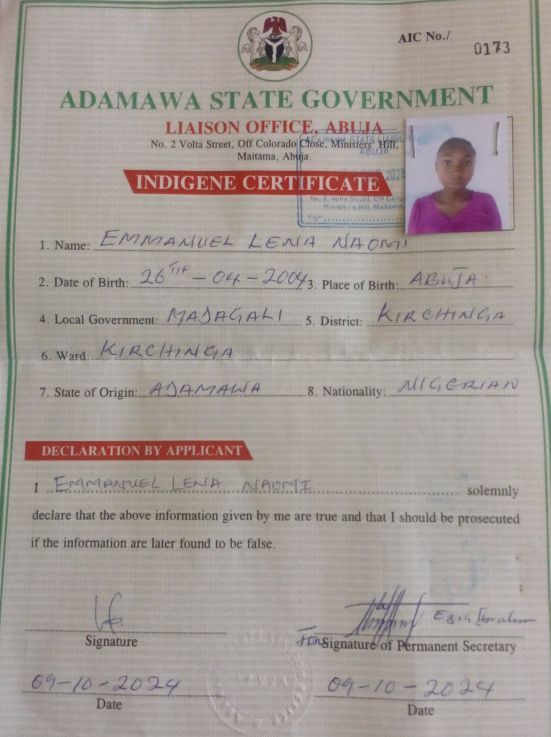 AIC No./ 0173
ADAMAWA STATE GOVERNMENT
LIAISON OFFICE, ABUJA
No. 2 Volta Street, Off Colorado Close, Ministers' Hill,
Maitama, Abuja.
INDIGENE CERTIFICATE
1. Name: EMMANUEL LENA NAOMI
2. Date of Birth: 26TH-04-2004 3. Place of Birth: ABUJA
4. Local Government: MADAGALI 5. District: KIRCHINGA
6. Ward: KIRCHINGA
7. State of Origin: ADAMAWA 8. Nationality: NIGERIAN
DECLARATION BY APPLICANT
I EMMANUEL LENA NAOMI solemnly
declare that the above information given by me are true and that I should be prosecuted
if the information are later found to be false.
Signature For Signature of Permanent Secretary
09-10-2024 09-10-2024
Date Date